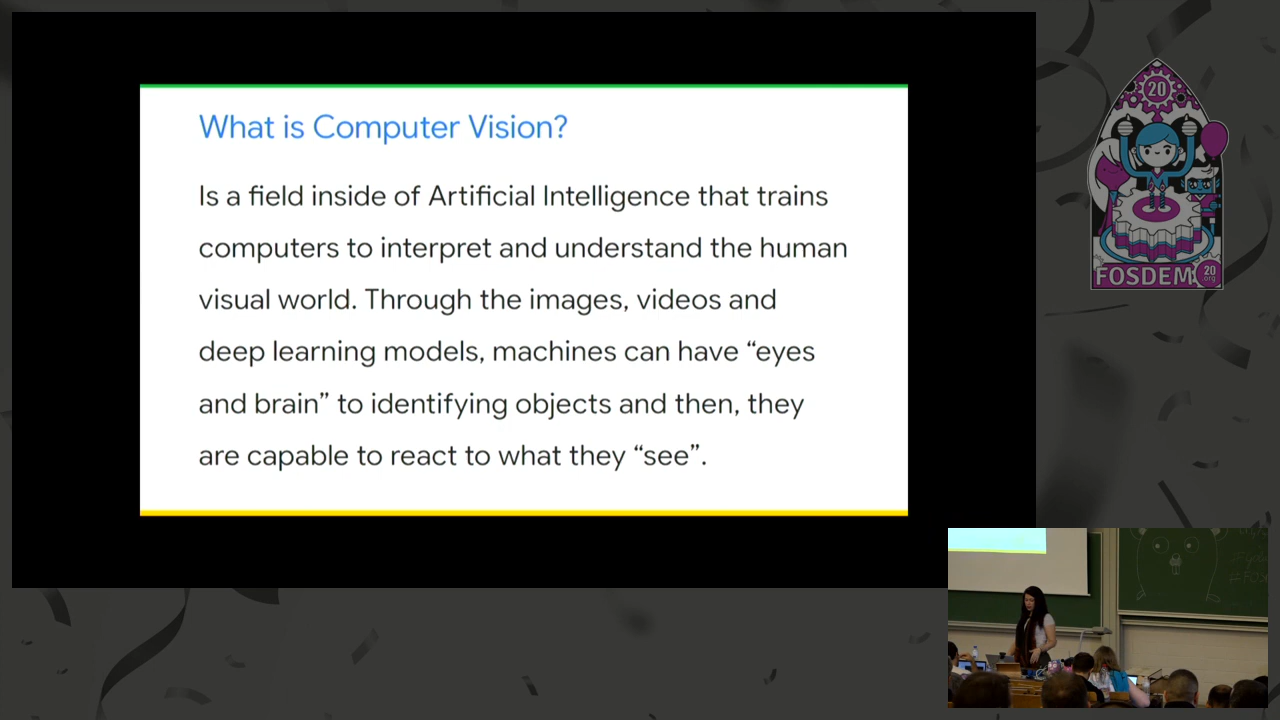 What is Computer Vision?
Is a field inside of Artificial Intelligence that trains
computers to interpret and understand the human
visual world. Through the images, videos and
deep learning models, machines can have “eyes
and brain” to identifying objects and then, they
are capable to react to what they “see”.
20
FOSDEM
20
.org